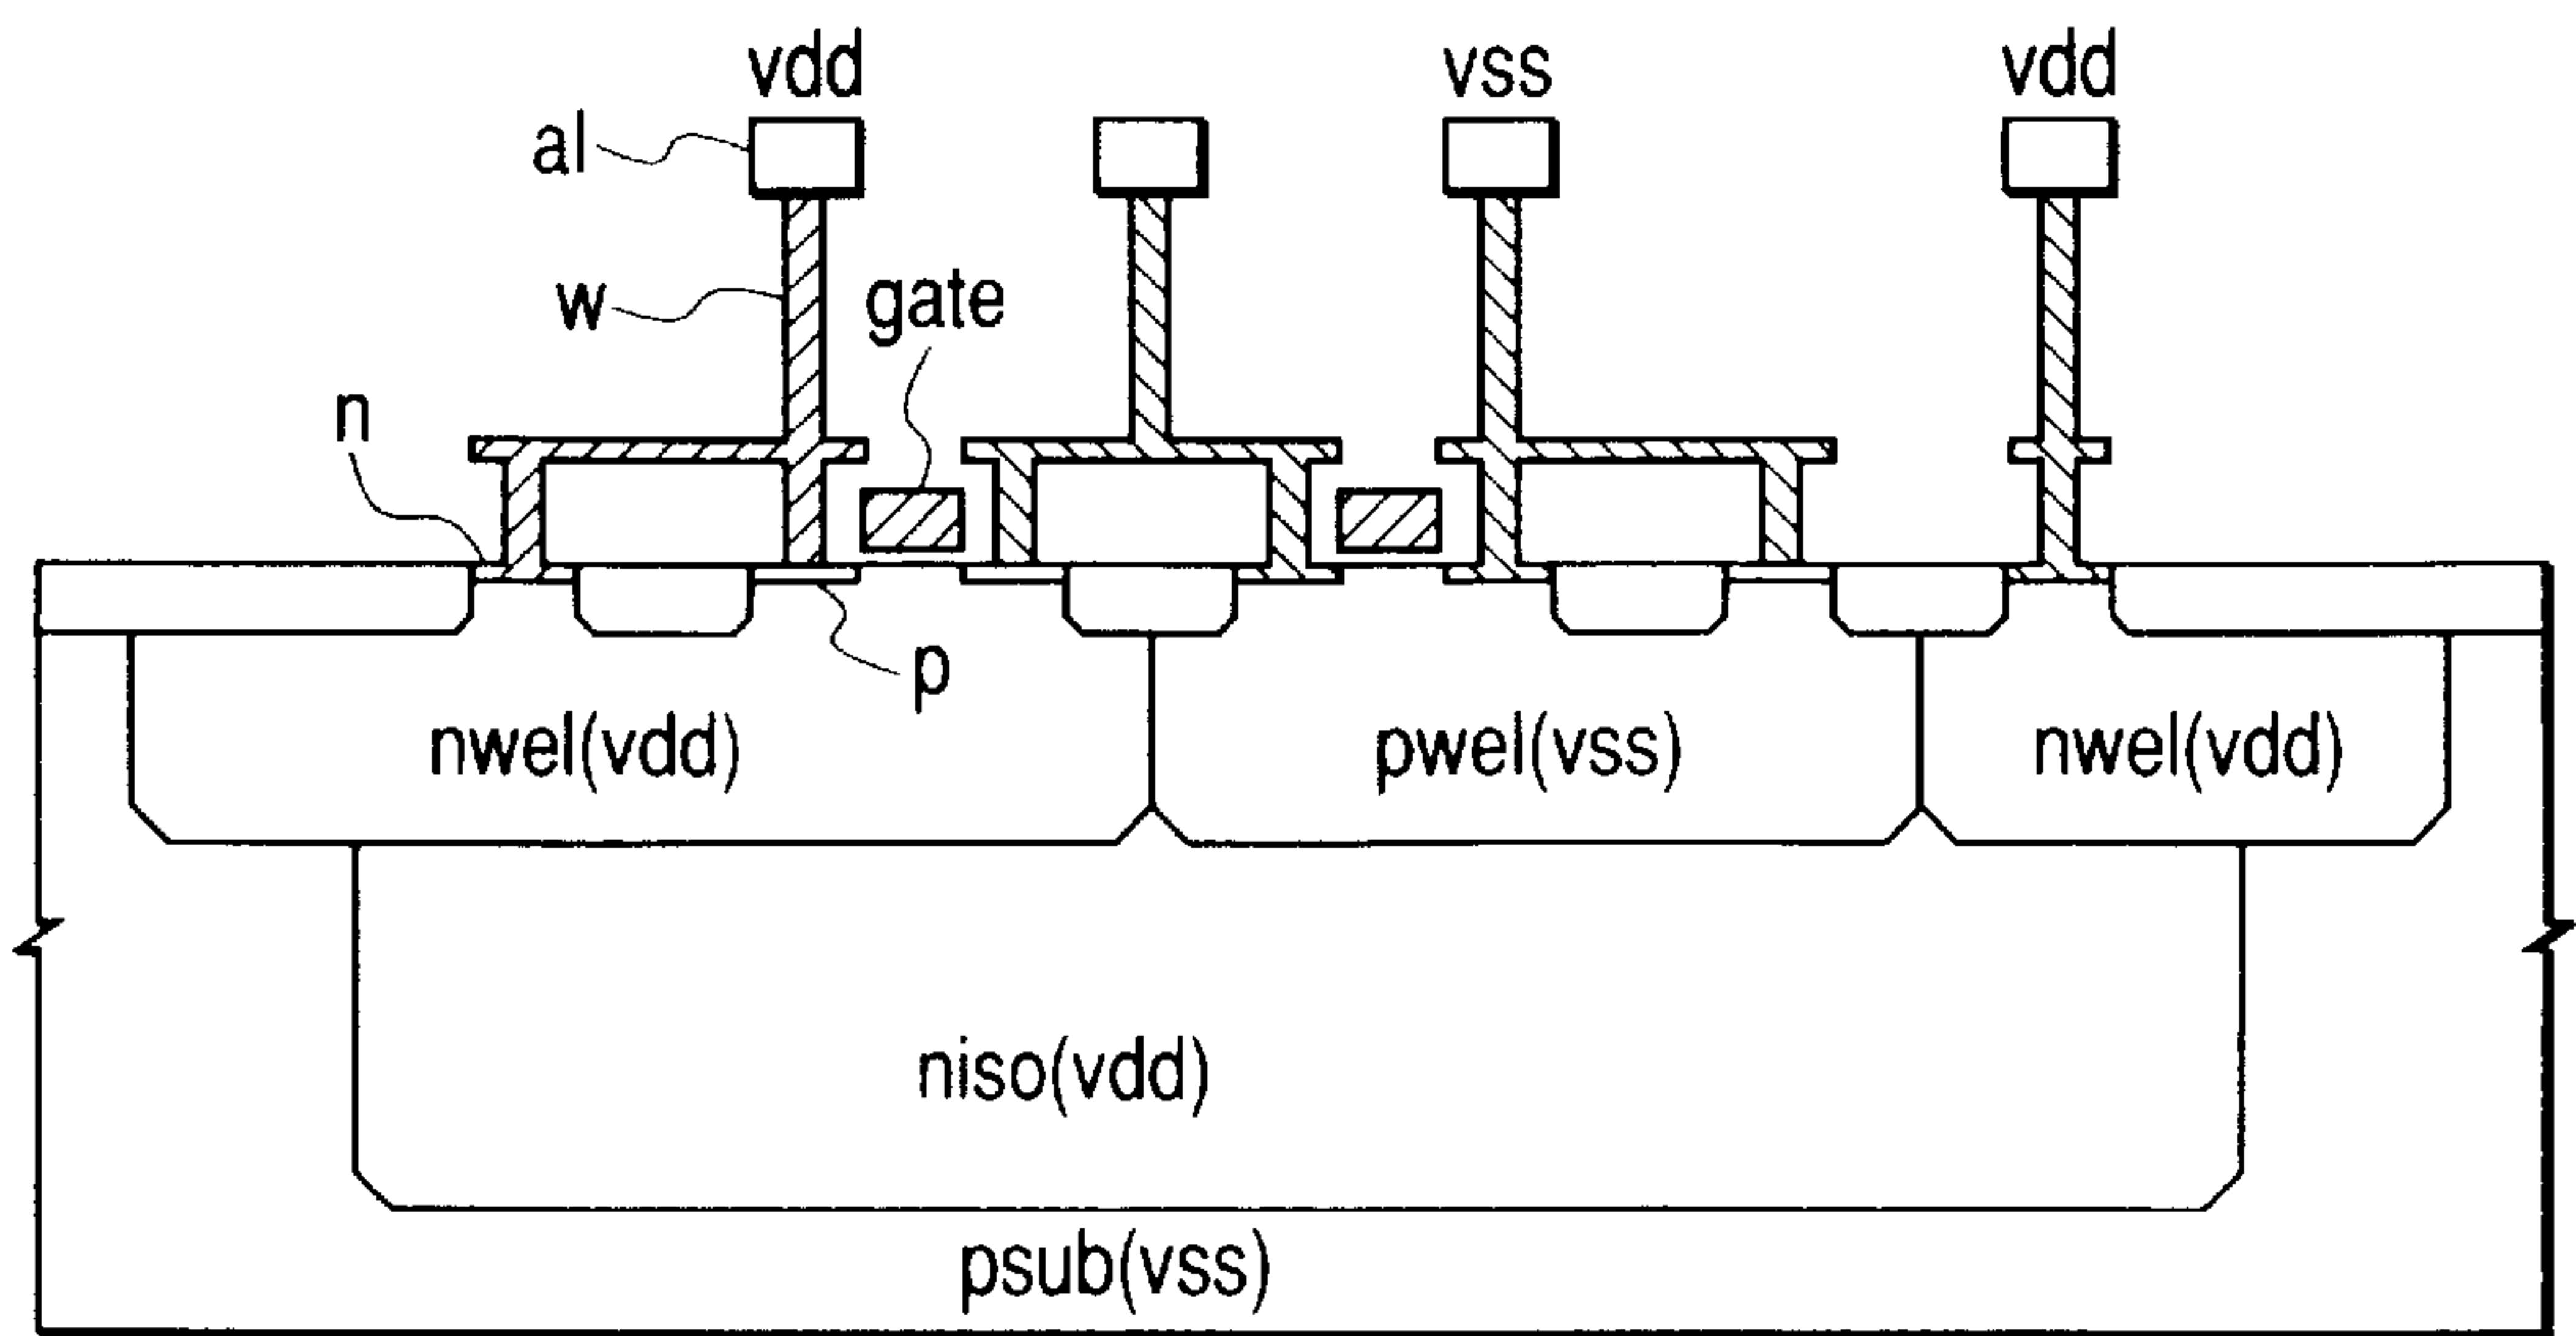 vdd
vss
vdd
al
w
gate
n
p
nwel(vdd)
pwel(vss)
nwel(vdd)
niso(vdd)
psub(vss)